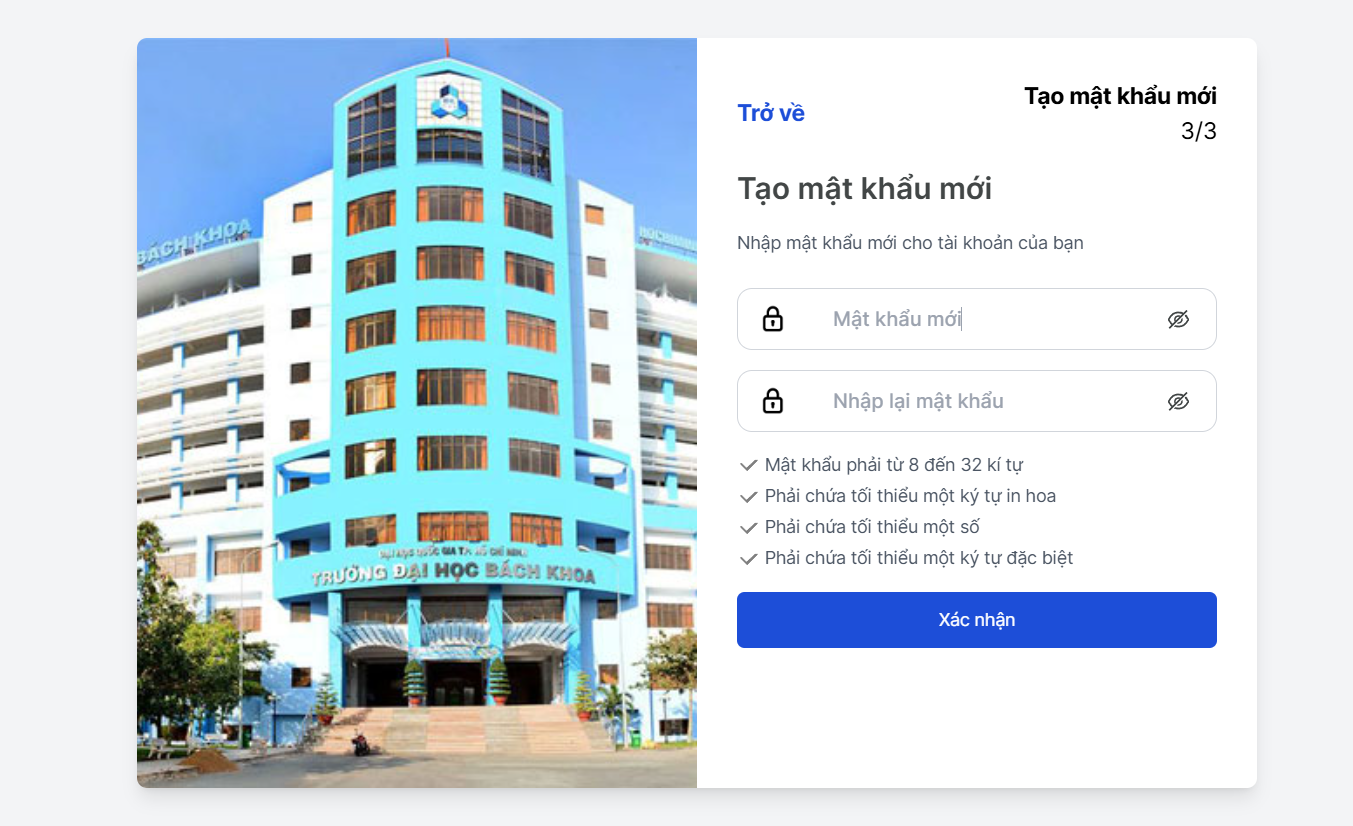 BÁCH KHOA
ĐẠI HỌC QUỐC GIA TP. HỒ CHÍ MINH
TRƯỜNG ĐẠI HỌC BÁCH KHOA
Trở về
Tạo mật khẩu mới
3/3
Tạo mật khẩu mới
Nhập mật khẩu mới cho tài khoản của bạn
Mật khẩu mới
Nhập lại mật khẩu
Mật khẩu phải từ 8 đến 32 kí tự
Phải chứa tối thiểu một ký tự in hoa
Phải chứa tối thiểu một số
Phải chứa tối thiểu một ký tự đặc biệt
Xác nhận